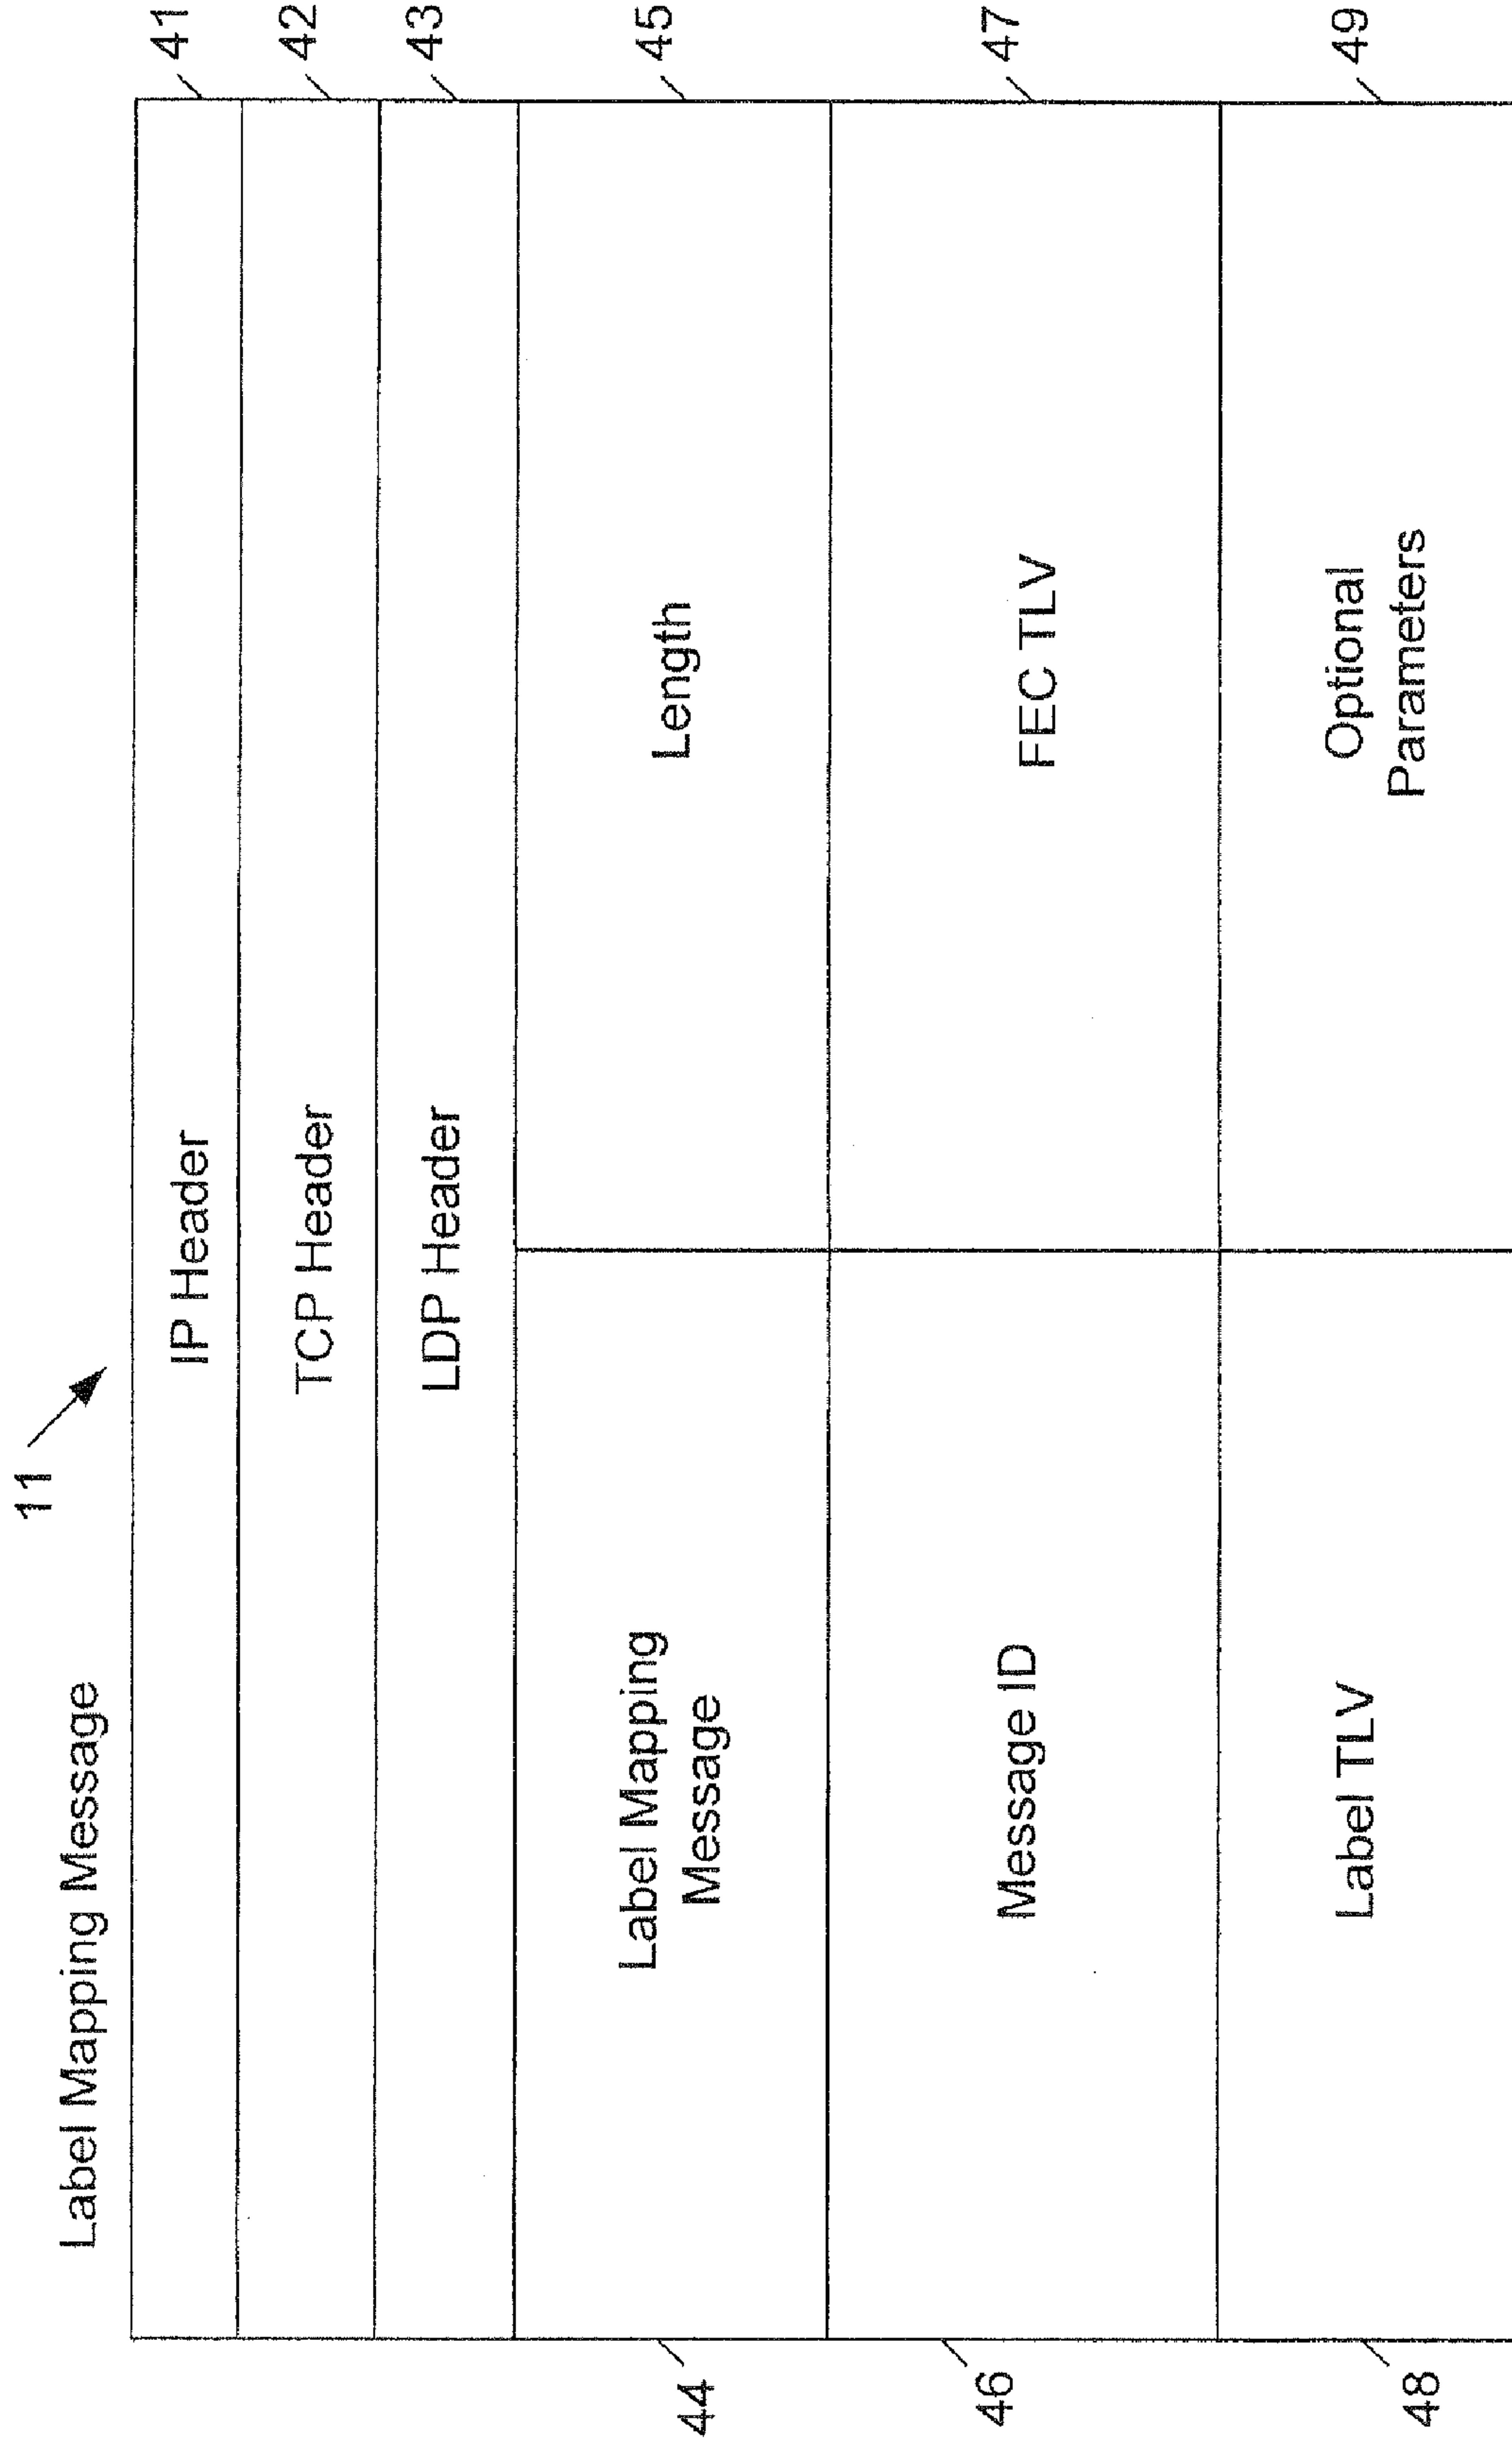 Label Mapping Message
11
IP Header
41
TCP Header
42
LDP Header
43
44
Label Mapping
Message
Length
45
46
Message ID
FEC TLV
47
48
Label TLV
Optional
Parameters
49